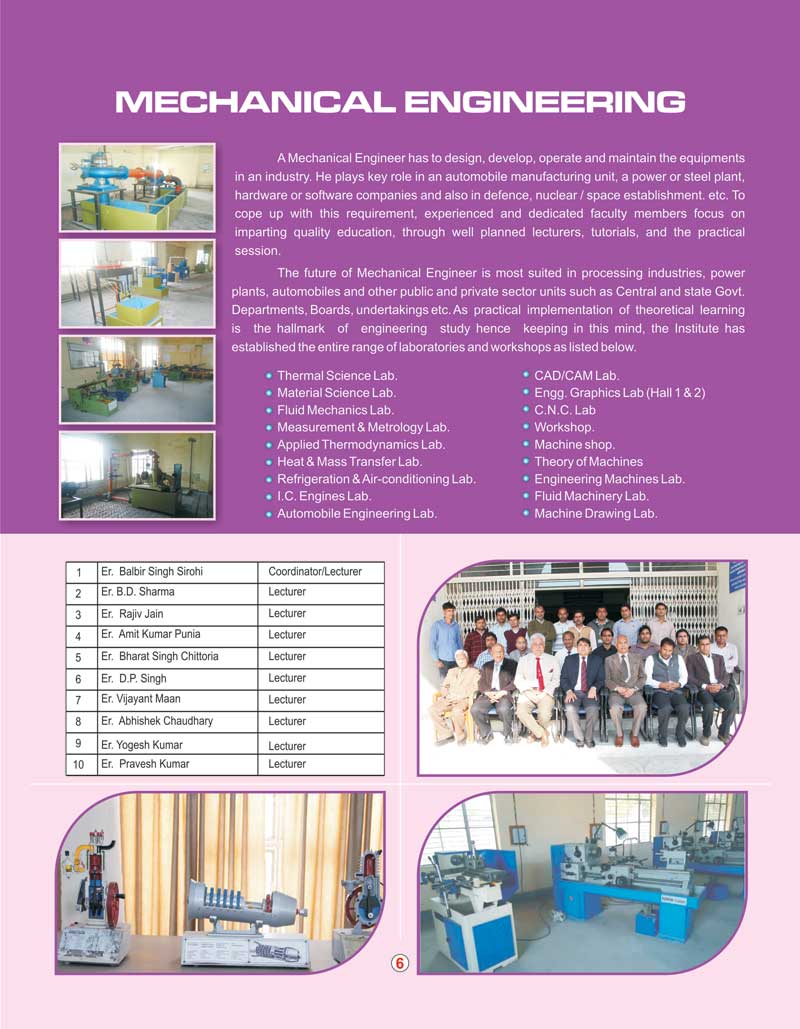 MECHANICAL ENGINEERING
A Mechanical Engineer has to design, develop, operate and maintain the equipments
in an industry. He plays key role in an automobile manufacturing unit, a power or steel plant,
hardware or software companies and also in defence, nuclear / space establishment. etc. To
cope up with this requirement, experienced and dedicated faculty members focus on
imparting quality education, through well planned lecturers, tutorials, and the practical
session.
The future of Mechanical Engineer is most suited in processing industries, power
plants, automobiles and other public and private sector units such as Central and state Govt.
Departments, Boards, undertakings etc. As practical implementation of theoretical learning
is the hallmark of engineering study hence keeping in this mind, the Institute has
established the entire range of laboratories and workshops as listed below.
Thermal Science Lab.
Material Science Lab.
Fluid Mechanics Lab.
Measurement & Metrology Lab.
Applied Thermodynamics Lab.
Heat & Mass Transfer Lab.
Refrigeration & Air-conditioning Lab.
I.C. Engines Lab.
Automobile Engineering Lab.
CAD/CAM Lab.
Engg. Graphics Lab (Hall 1 & 2)
C.N.C. Lab
Workshop.
Machine shop.
Theory of Machines
Engineering Machines Lab.
Fluid Machinery Lab.
Machine Drawing Lab.
1 Er. Balbir Singh Sirohi Coordinator/Lecturer
2 Er. B.D. Sharma Lecturer
3 Er. Rajiv Jain Lecturer
4 Er. Amit Kumar Punia Lecturer
5 Er. Bharat Singh Chittoria Lecturer
6 Er. D.P. Singh Lecturer
7 Er. Vijayant Maan Lecturer
8 Er. Abhishek Chaudhary Lecturer
9 Er. Yogesh Kumar Lecturer
10 Er. Pravesh Kumar Lecturer
6